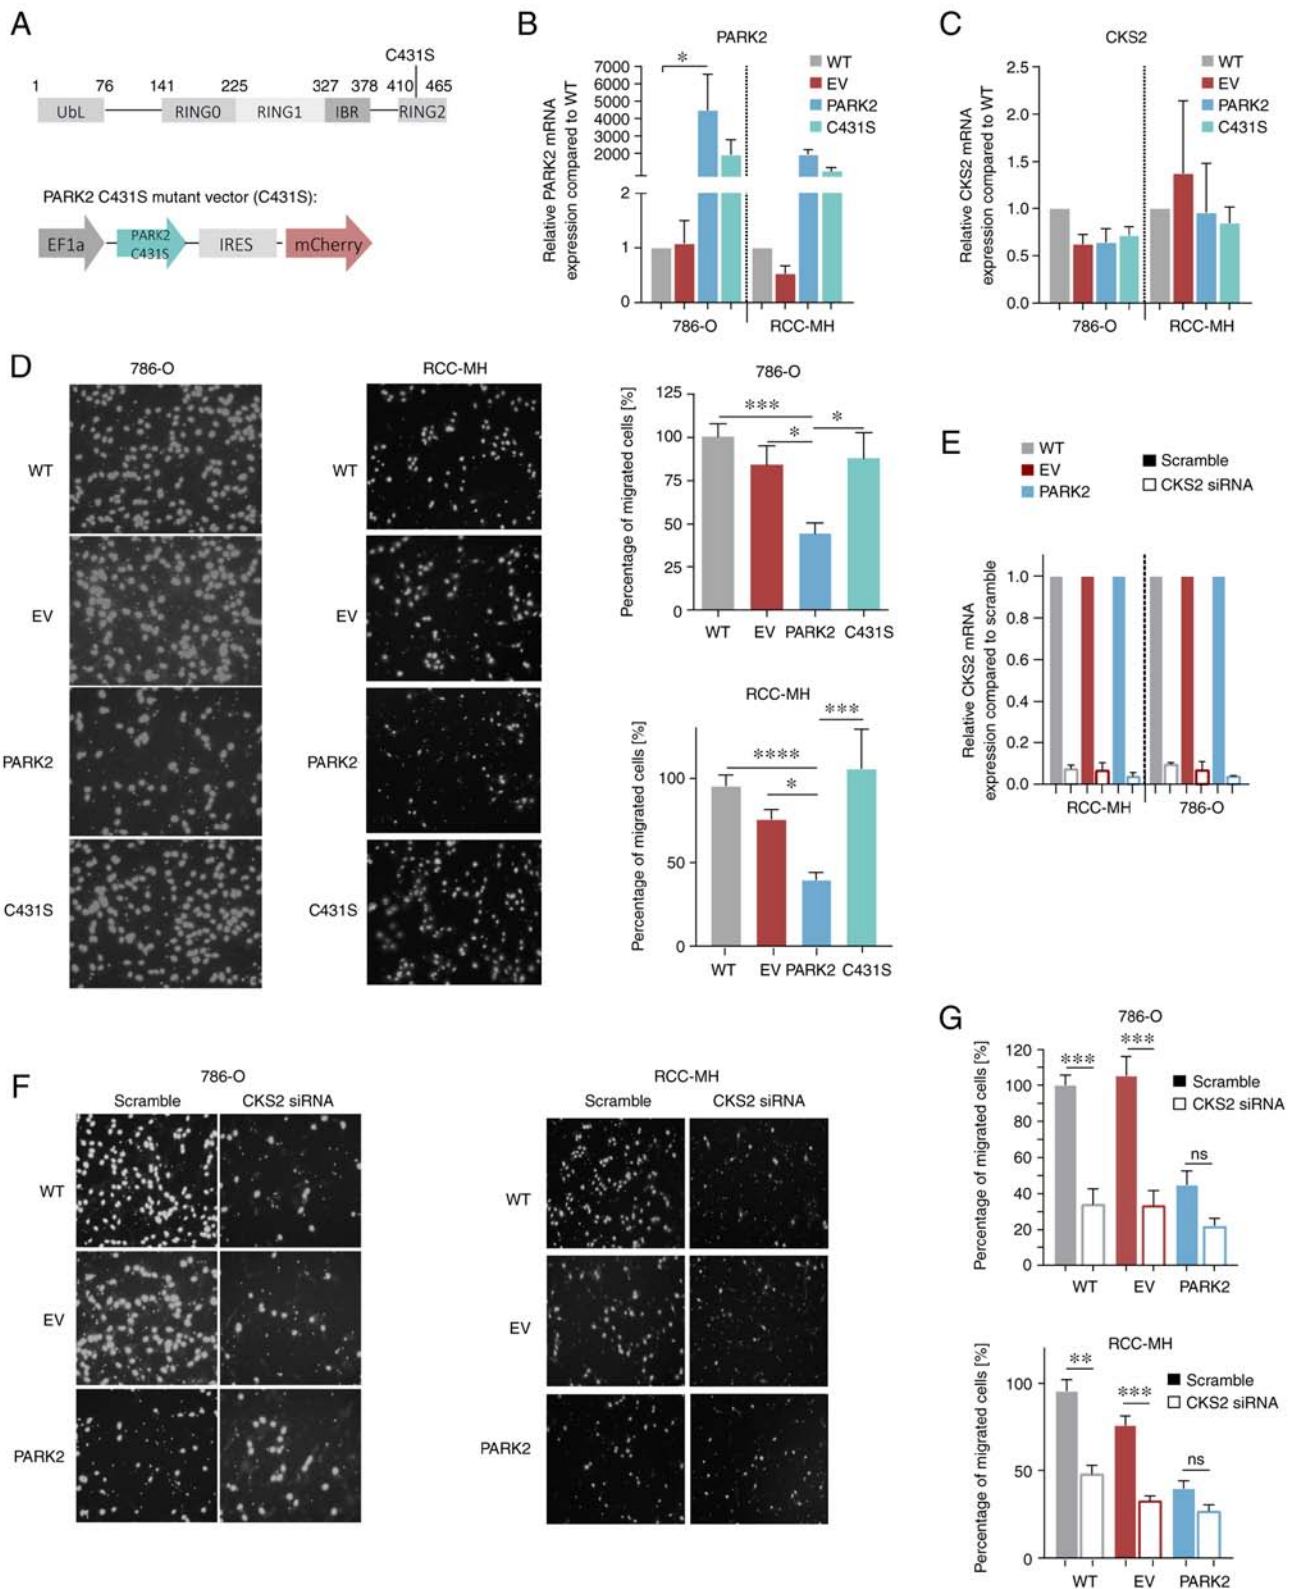 A
C431S
1 76 141 225 327 378 410 465
UbL RING0 RING1 IBR RING2
PARK2 C431S mutant vector (C431S):
EF1a PARK2 C431S IRES mCherry
B
PARK2
Relative PARK2 mRNA
expression compared to WT
7000
6000
5000
4000
3000
2000
2
1
0
*
WT
EV
PARK2
C431S
786-O RCC-MH
C
CKS2
Relative CKS2 mRNA
expression compared to WT
2.5
2.0
1.5
1.0
0.5
0.0
WT
EV
PARK2
C431S
786-O RCC-MH
D
786-O RCC-MH
WT WT
EV EV
PARK2 PARK2
C431S C431S
786-O
Percentage of migrated cells [%]
125
100
75
50
25
0
*** * *
WT EV PARK2 C431S
RCC-MH
Percentage of migrated cells [%]
100
50
0
***
****
*
WT EV PARK2 C431S
E
WT
EV
PARK2
Scramble
CKS2 siRNA
Relative CKS2 mRNA
expression compared to scramble
1.0
0.8
0.6
0.4
0.2
0.0
RCC-MH 786-O
F
786-O
Scramble CKS2 siRNA
WT
EV
PARK2
RCC-MH
Scramble CKS2 siRNA
WT
EV
PARK2
G
786-O
Percentage of migrated cells [%]
120
100
80
60
40
20
0
*** *** ns
Scramble
CKS2 siRNA
WT EV PARK2
RCC-MH
Percentage of migrated cells [%]
100
50
0
** *** ns
Scramble
CKS2 siRNA
WT EV PARK2